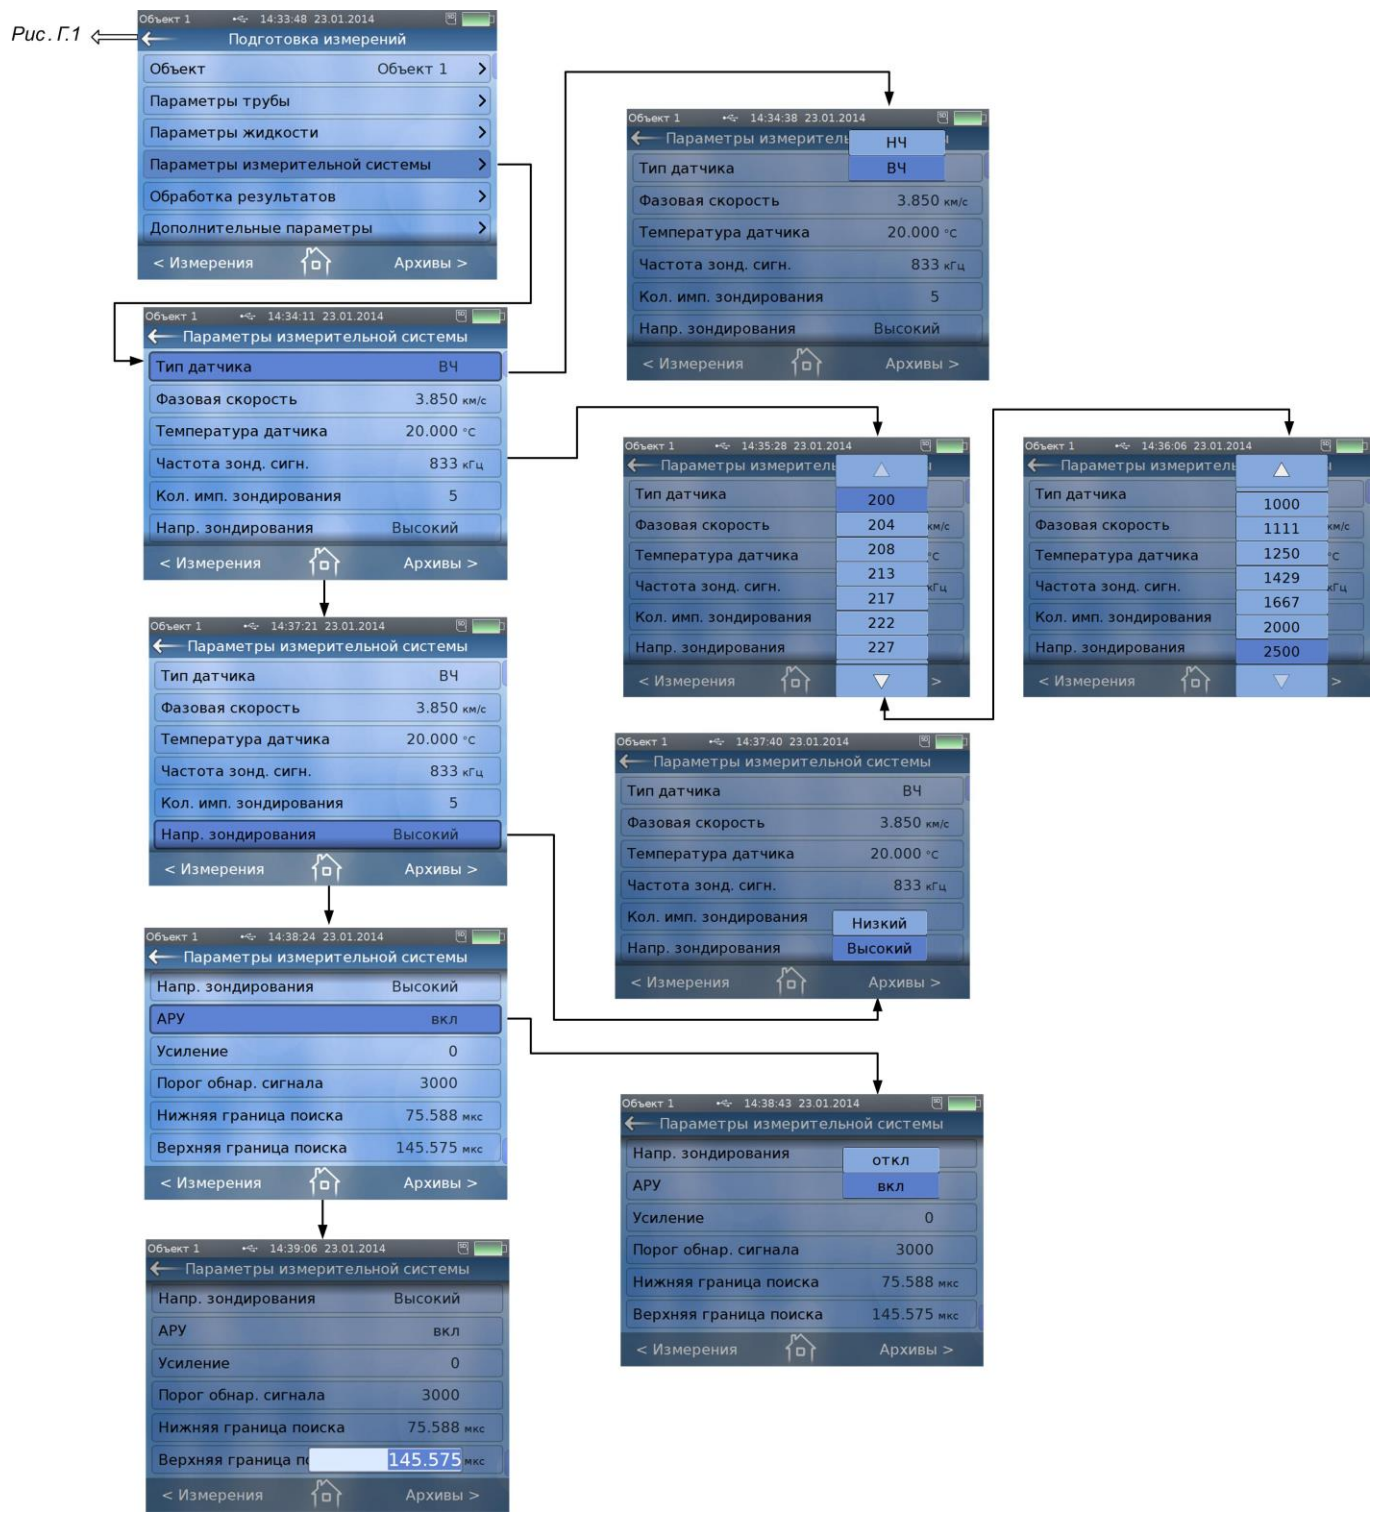 Рис. Г.1
Объект 1 14:33:48 23.01.2014
Подготовка измерений
Объект Объект 1 >
Параметры трубы >
Параметры жидкости >
Параметры измерительной системы >
Обработка результатов >
Дополнительные параметры >
< Измерения Архивы >
Объект 1 14:34:38 23.01.2014
Параметры измерител
НЧ
Тип датчика ВЧ
Фазовая скорость 3.850 км/с
Температура датчика 20.000 °С
Частота зонд. сигн. 833 кГц
Кол. имп. зондирования 5
Напр. зондирования Высокий
< Измерения Архивы >
Объект 1 14:34:11 23.01.2014
Параметры измерительной системы
Тип датчика ВЧ
Фазовая скорость 3.850 км/с
Температура датчика 20.000 °С
Частота зонд. сигн. 833 кГц
Кол. имп. зондирования 5
Напр. зондирования Высокий
< Измерения Архивы >
Объект 1 14:35:28 23.01.2014
Параметры измерител
Тип датчика
Фазовая скорость км/с
Температура датчика °С
Частота зонд. сигн. кГц
Кол. имп. зондирования
Напр. зондирования
200
204
208
213
217
222
227
< Измерения >
Объект 1 14:36:06 23.01.2014
Параметры измерител
Тип датчика
Фазовая скорость км/с
Температура датчика °С
Частота зонд. сигн. кГц
Кол. имп. зондирования
Напр. зондирования
1000
1111
1250
1429
1667
2000
2500
< Измерения >
Объект 1 14:37:21 23.01.2014
Параметры измерительной системы
Тип датчика ВЧ
Фазовая скорость 3.850 км/с
Температура датчика 20.000 °С
Частота зонд. сигн. 833 кГц
Кол. имп. зондирования 5
Напр. зондирования Высокий
< Измерения Архивы >
Объект 1 14:37:40 23.01.2014
Параметры измерительной системы
Тип датчика ВЧ
Фазовая скорость 3.850 км/с
Температура датчика 20.000 °С
Частота зонд. сигн. 833 кГц
Кол. имп. зондирования Низкий
Напр. зондирования Высокий
< Измерения Архивы >
Объект 1 14:38:24 23.01.2014
Параметры измерительной системы
Напр. зондирования Высокий
АРУ вкл
Усиление 0
Порог обнар. сигнала 3000
Нижняя граница поиска 75.588 мкс
Верхняя граница поиска 145.575 мкс
< Измерения Архивы >
Объект 1 14:38:43 23.01.2014
Параметры измерительной системы
Напр. зондирования откл
АРУ вкл
Усиление 0
Порог обнар. сигнала 3000
Нижняя граница поиска 75.588 мкс
Верхняя граница поиска 145.575 мкс
< Измерения Архивы >
Объект 1 14:39:06 23.01.2014
Параметры измерительной системы
Напр. зондирования Высокий
АРУ вкл
Усиление 0
Порог обнар. сигнала 3000
Нижняя граница поиска 75.588 мкс
Верхняя граница по 145.575 мкс
< Измерения Архивы >